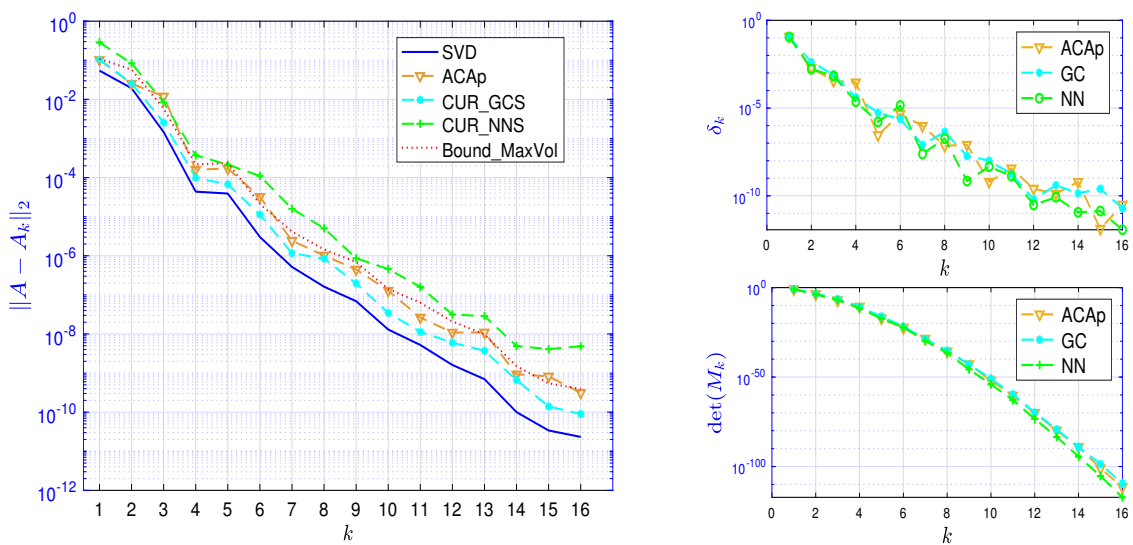 ||A − A_k||_2
10^0
10^-2
10^-4
10^-6
10^-8
10^-10
10^-12
1 2 3 4 5 6 7 8 9 10 11 12 13 14 15 16
k
SVD
ACAp
CUR_GCS
CUR_NNS
Bound_MaxVol
δ_k
10^0
10^-5
10^-10
0 2 4 6 8 10 12 14 16
k
ACAp
GC
NN
det(M_k)
10^0
10^-50
10^-100
0 2 4 6 8 10 12 14 16
k
ACAp
GC
NN